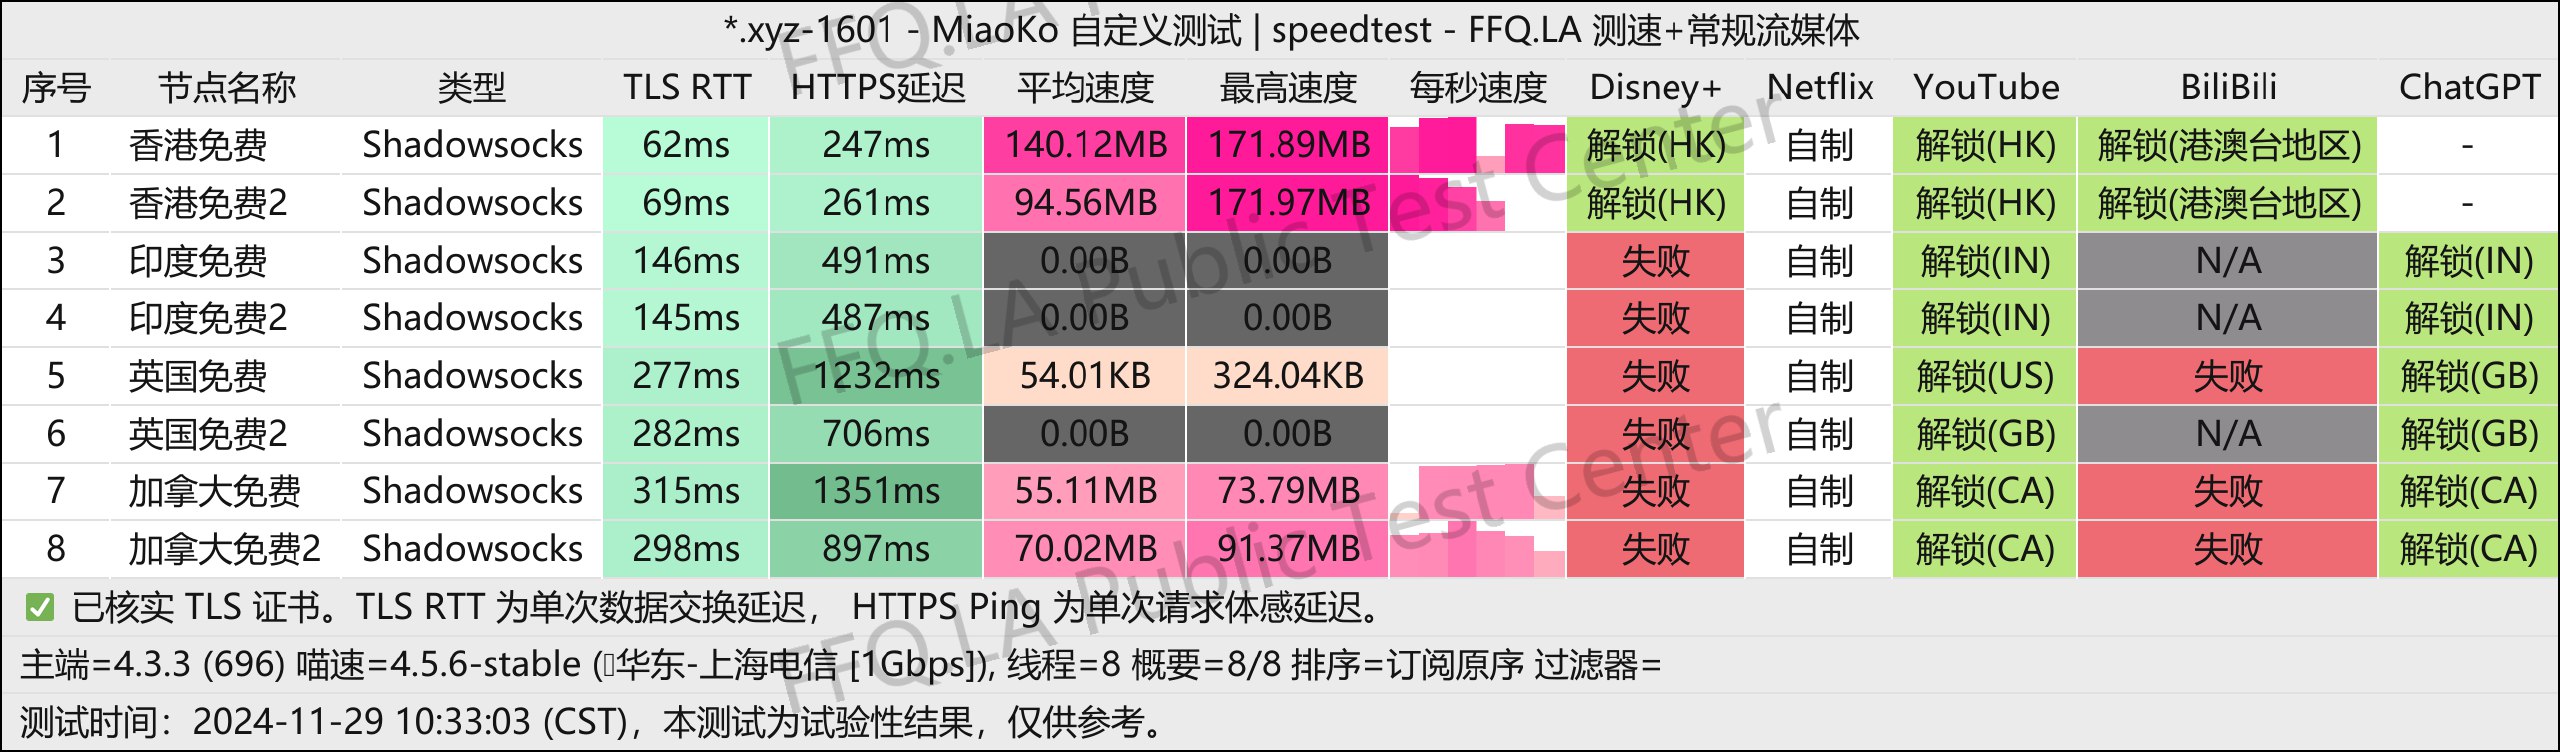 *.xyz-1601 - MiaoKo 自定义测试 | speedtest - FFQ.LA 测速+常规流媒体
序号 节点名称 类型 TLS RTT HTTPS延迟 平均速度 最高速度 每秒速度 Disney+ Netflix YouTube BiliBili ChatGPT
1 香港免费 Shadowsocks 62ms 247ms 140.12MB 171.89MB 解锁(HK) 自制 解锁(HK) 解锁(港澳台地区) -
2 香港免费2 Shadowsocks 69ms 261ms 94.56MB 171.97MB 解锁(HK) 自制 解锁(HK) 解锁(港澳台地区) -
3 印度免费 Shadowsocks 146ms 491ms 0.00B 0.00B 失败 自制 解锁(IN) N/A 解锁(IN)
4 印度免费2 Shadowsocks 145ms 487ms 0.00B 0.00B 失败 自制 解锁(IN) N/A 解锁(IN)
5 英国免费 Shadowsocks 277ms 1232ms 54.01KB 324.04KB 失败 自制 解锁(US) 失败 解锁(GB)
6 英国免费2 Shadowsocks 282ms 706ms 0.00B 0.00B 失败 自制 解锁(GB) N/A 解锁(GB)
7 加拿大免费 Shadowsocks 315ms 1351ms 55.11MB 73.79MB 失败 自制 解锁(CA) 失败 解锁(CA)
8 加拿大免费2 Shadowsocks 298ms 897ms 70.02MB 91.37MB 失败 自制 解锁(CA) 失败 解锁(CA)
✅ 已核实 TLS 证书。TLS RTT 为单次数据交换延迟， HTTPS Ping 为单次请求体感延迟。
主端=4.3.3 (696) 喵速=4.5.6-stable (华东-上海电信 [1Gbps]), 线程=8 概要=8/8 排序=订阅原序 过滤器=
测试时间：2024-11-29 10:33:03 (CST)，本测试为试验性结果，仅供参考。
FFQ.LA Public Test Center
FFQ.LA Public Test Center